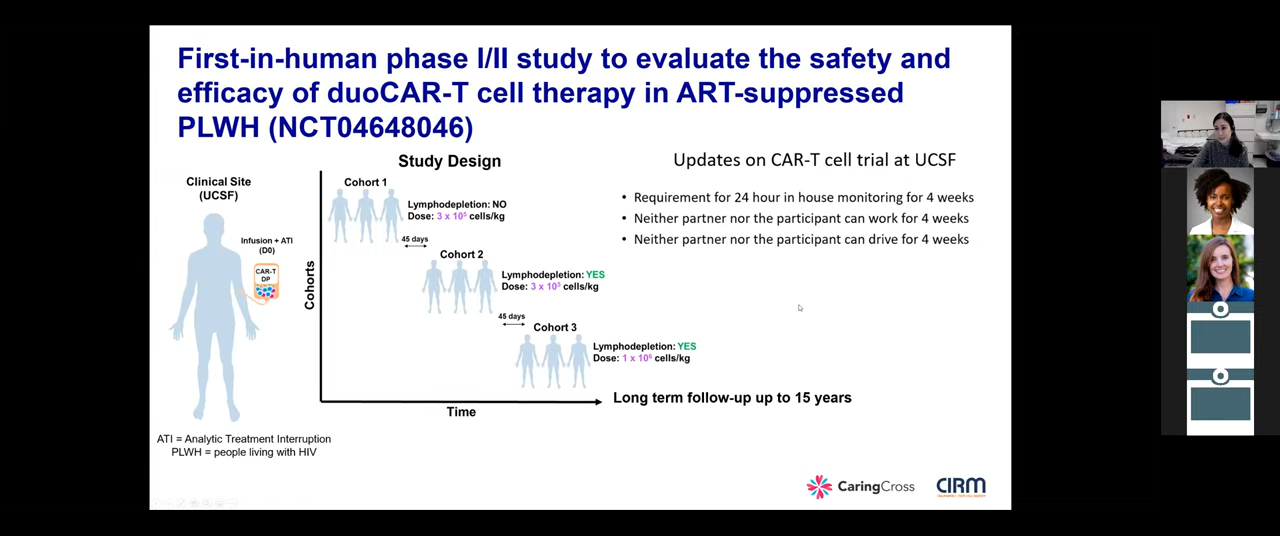 First-in-human phase I/II study to evaluate the safety and
efficacy of duoCAR-T cell therapy in ART-suppressed
PLWH (NCT04648046)
Study Design
Clinical Site
(UCSF)
Infusion + ATI
(D0)
CAR-T
DP
Cohorts
Cohort 1
Lymphodepletion: NO
Dose: 3 x 10⁵ cells/kg
45 days
Cohort 2
Lymphodepletion: YES
Dose: 3 x 10⁵ cells/kg
45 days
Cohort 3
Lymphodepletion: YES
Dose: 1 x 10⁶ cells/kg
Time
Long term follow-up up to 15 years
ATI = Analytic Treatment Interruption
PLWH = people living with HIV
Updates on CAR-T cell trial at UCSF
• Requirement for 24 hour in house monitoring for 4 weeks
• Neither partner nor the participant can work for 4 weeks
• Neither partner nor the participant can drive for 4 weeks
CaringCross
CIRM